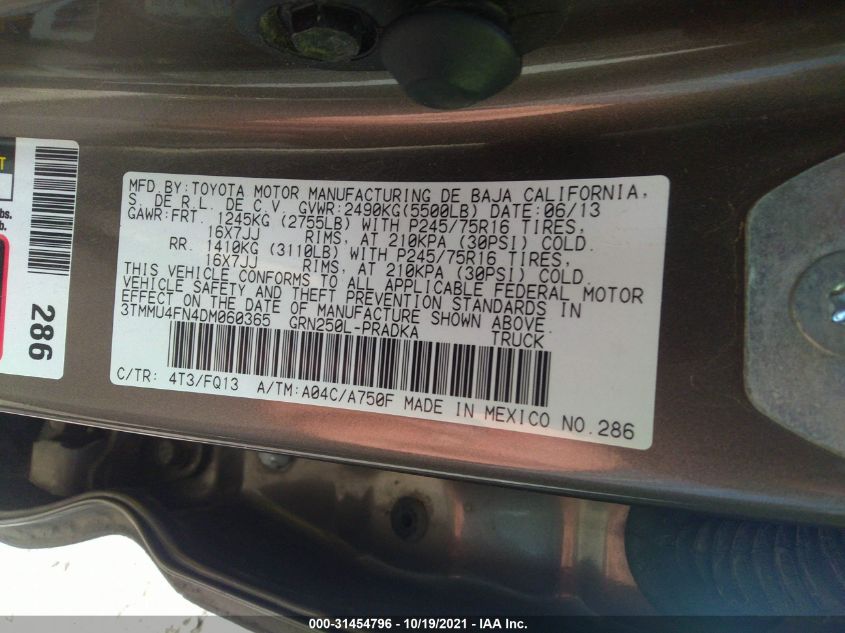 MFD.BY:TOYOTA MOTOR MANUFACTURING DE BAJA CALIFORNIA,
S. DE R.L. DE C.V. GVWR:2490KG(5500LB) DATE:06/13
GAWR:FRT. 1245KG (2755LB) WITH P245/75R16 TIRES,
16X7JJ RIMS, AT 210KPA (30PSI) COLD.
RR. 1410KG (3110LB) WITH P245/75R16 TIRES,
16X7JJ RIMS, AT 210KPA (30PSI) COLD.
THIS VEHICLE CONFORMS TO ALL APPLICABLE FEDERAL MOTOR
VEHICLE SAFETY AND THEFT PREVENTION STANDARDS IN
EFFECT ON THE DATE OF MANUFACTURE SHOWN ABOVE.
3TMMU4FN4DM060365 GRN250L-PRADKA TRUCK
C/TR: 4T3/FQ13 A/TM:A04C/A750F MADE IN MEXICO NO.286
286
000-31454796 - 10/19/2021 - IAA Inc.